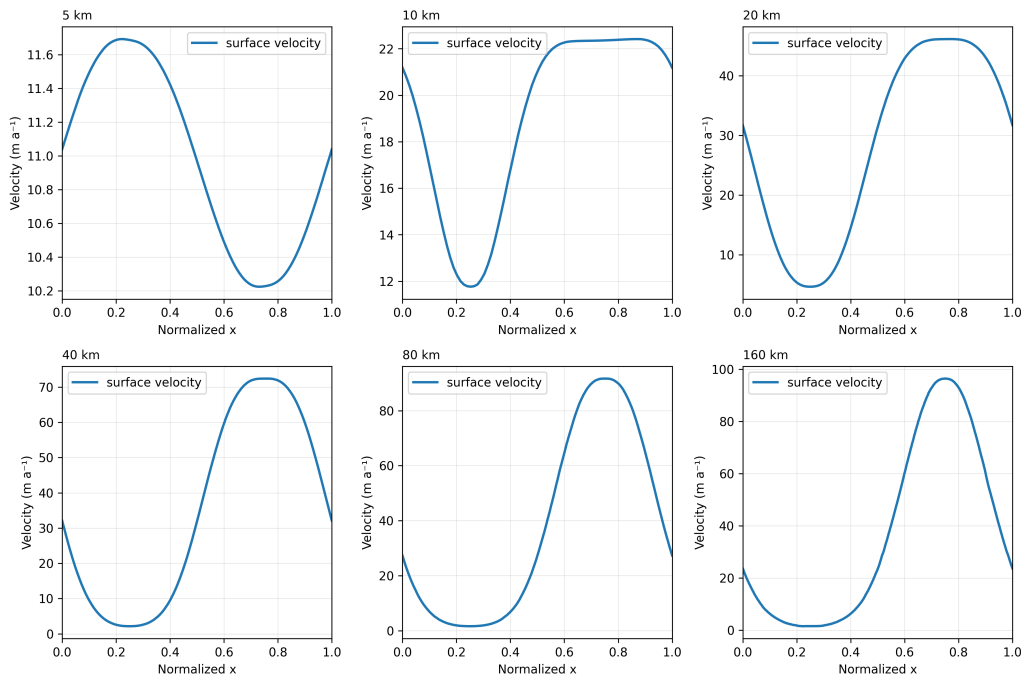 5 km
11.6
11.4
11.2
11.0
10.8
10.6
10.4
10.2
Velocity (m a⁻¹)
surface velocity
0.0 0.2 0.4 0.6 0.8 1.0
Normalized x
10 km
22
20
18
16
14
12
Velocity (m a⁻¹)
surface velocity
0.0 0.2 0.4 0.6 0.8 1.0
Normalized x
20 km
40
30
20
10
Velocity (m a⁻¹)
surface velocity
0.0 0.2 0.4 0.6 0.8 1.0
Normalized x
40 km
70
60
50
40
30
20
10
0
Velocity (m a⁻¹)
surface velocity
0.0 0.2 0.4 0.6 0.8 1.0
Normalized x
80 km
80
60
40
20
0
Velocity (m a⁻¹)
surface velocity
0.0 0.2 0.4 0.6 0.8 1.0
Normalized x
160 km
100
80
60
40
20
0
Velocity (m a⁻¹)
surface velocity
0.0 0.2 0.4 0.6 0.8 1.0
Normalized x